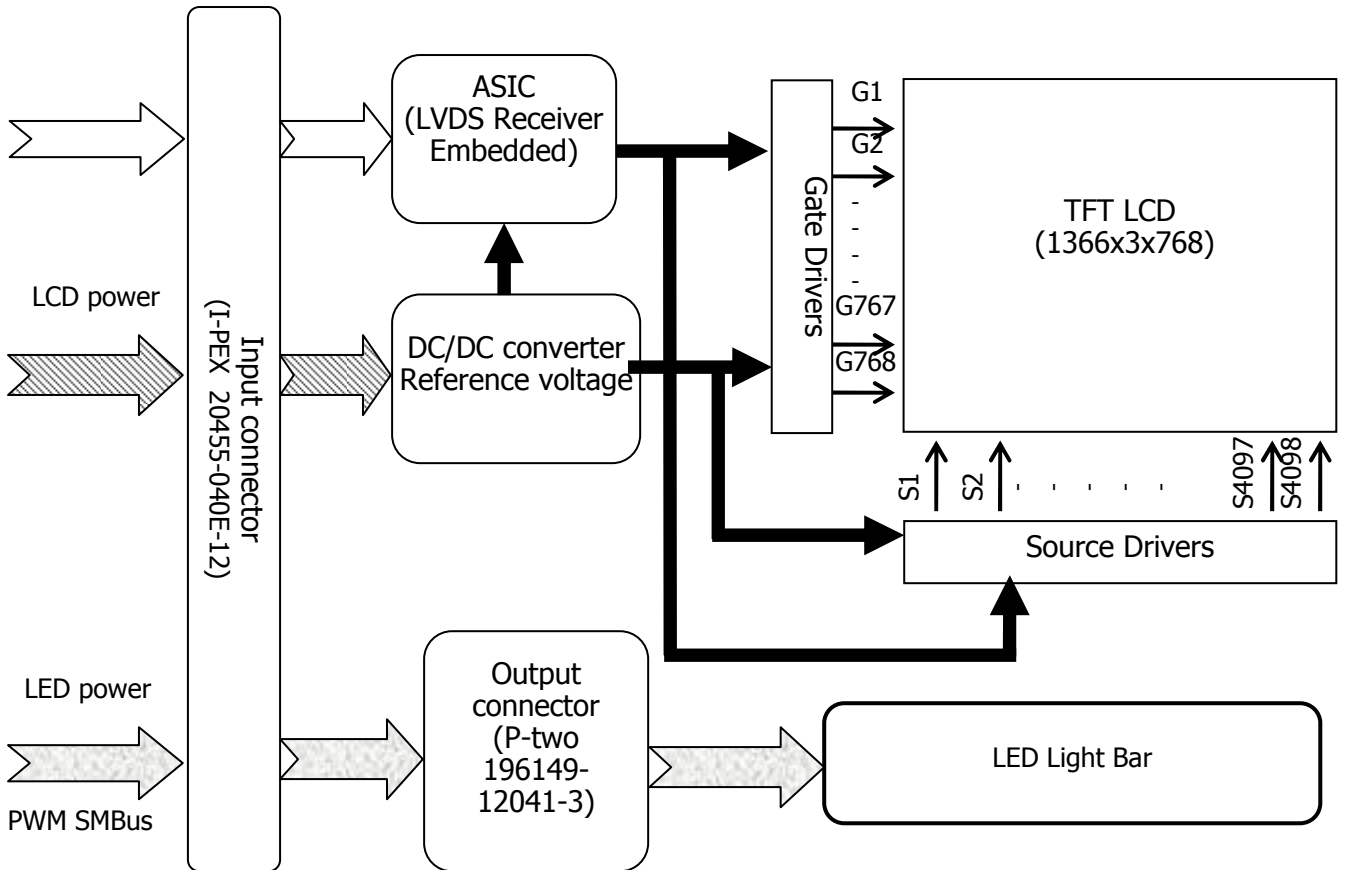 ASIC
(LVDS Receiver
Embedded)
G1
G2
-
-
-
-
G767
G768
Gate Drivers
TFT LCD
(1366x3x768)
LCD power
Input connector
(I-PEX 20455-040E-12)
DC/DC converter
Reference voltage
S1
S2
- - - - -
S4097
S4098
Source Drivers
LED power
PWM SMBus
Output
connector
(P-two
196149-
12041-3)
LED Light Bar